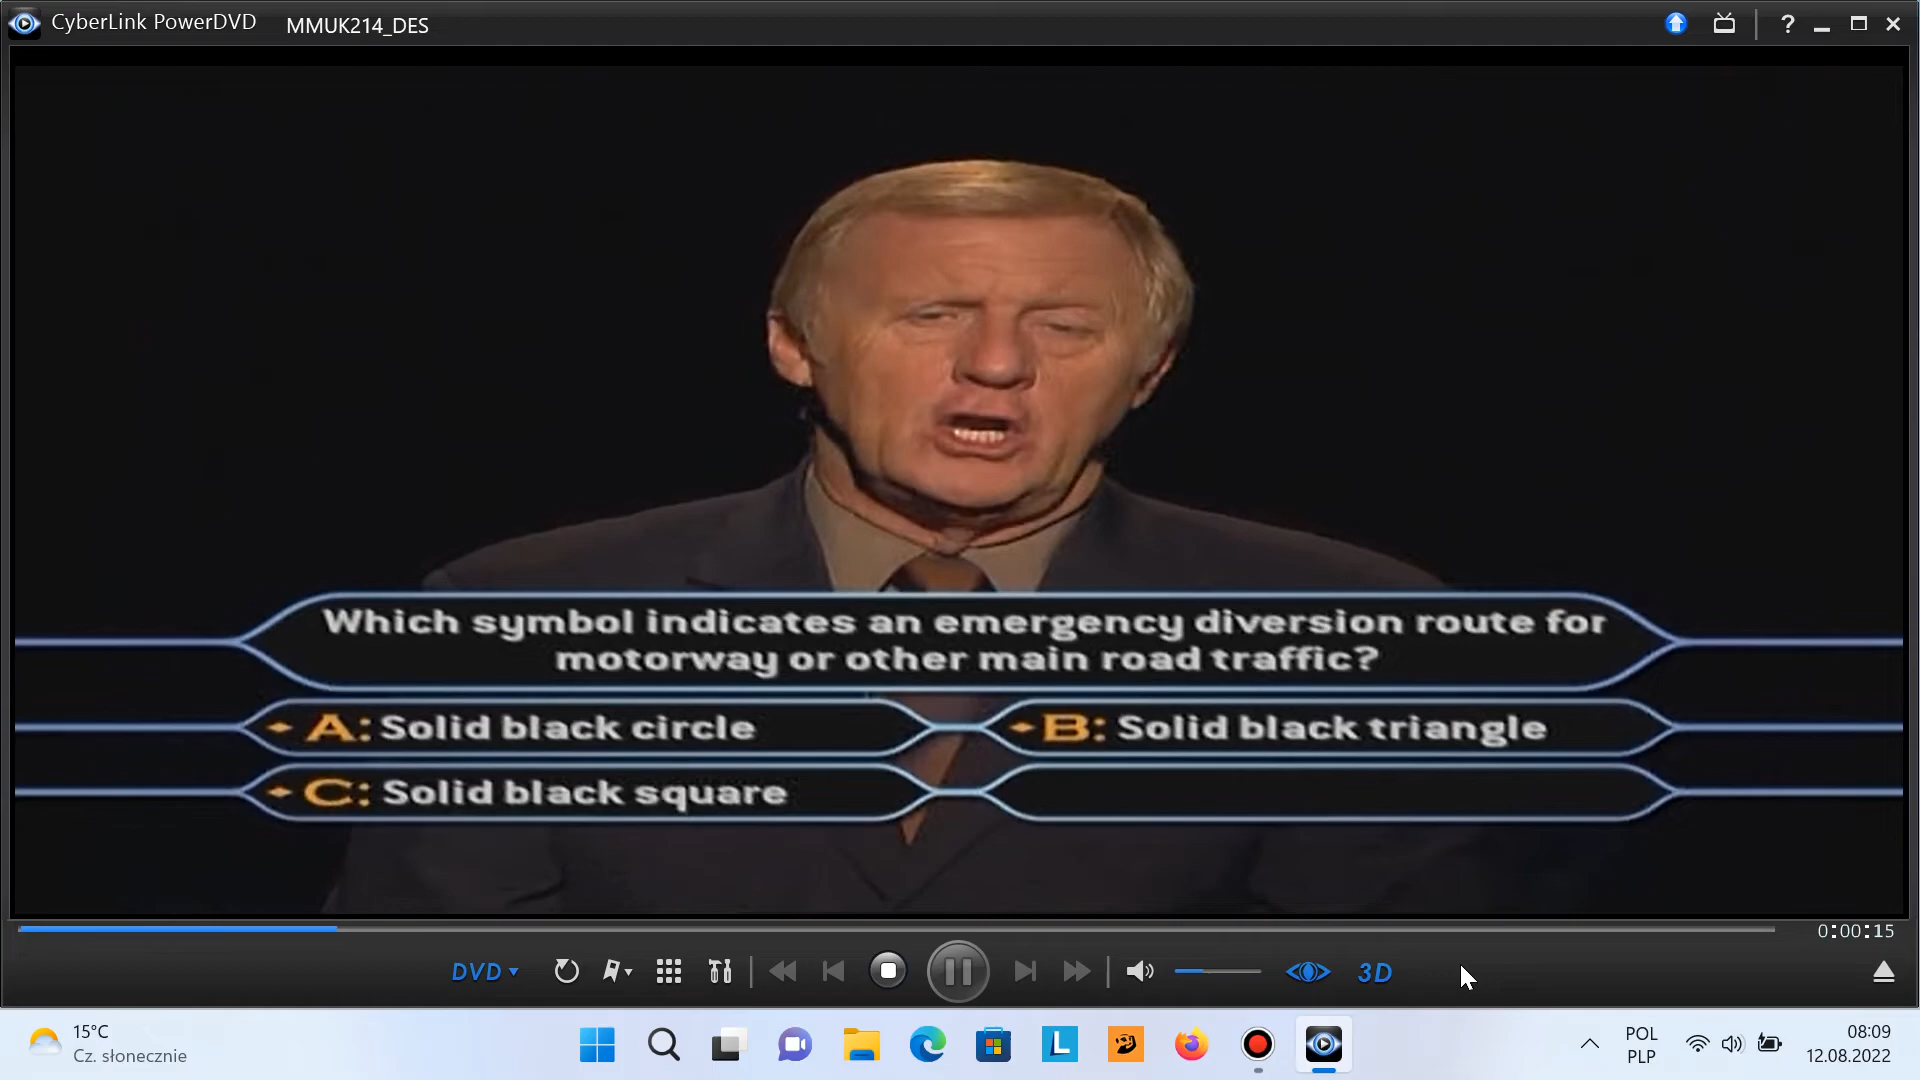 CyberLink PowerDVD MMUK214_DES
?
Which symbol indicates an emergency diversion route for
motorway or other main road traffic?
A: Solid black circle
B: Solid black triangle
C: Solid black square
0:00:15
DVD
3D
15°C
Cz. słonecznie
L
POL
PLP
08:09
12.08.2022